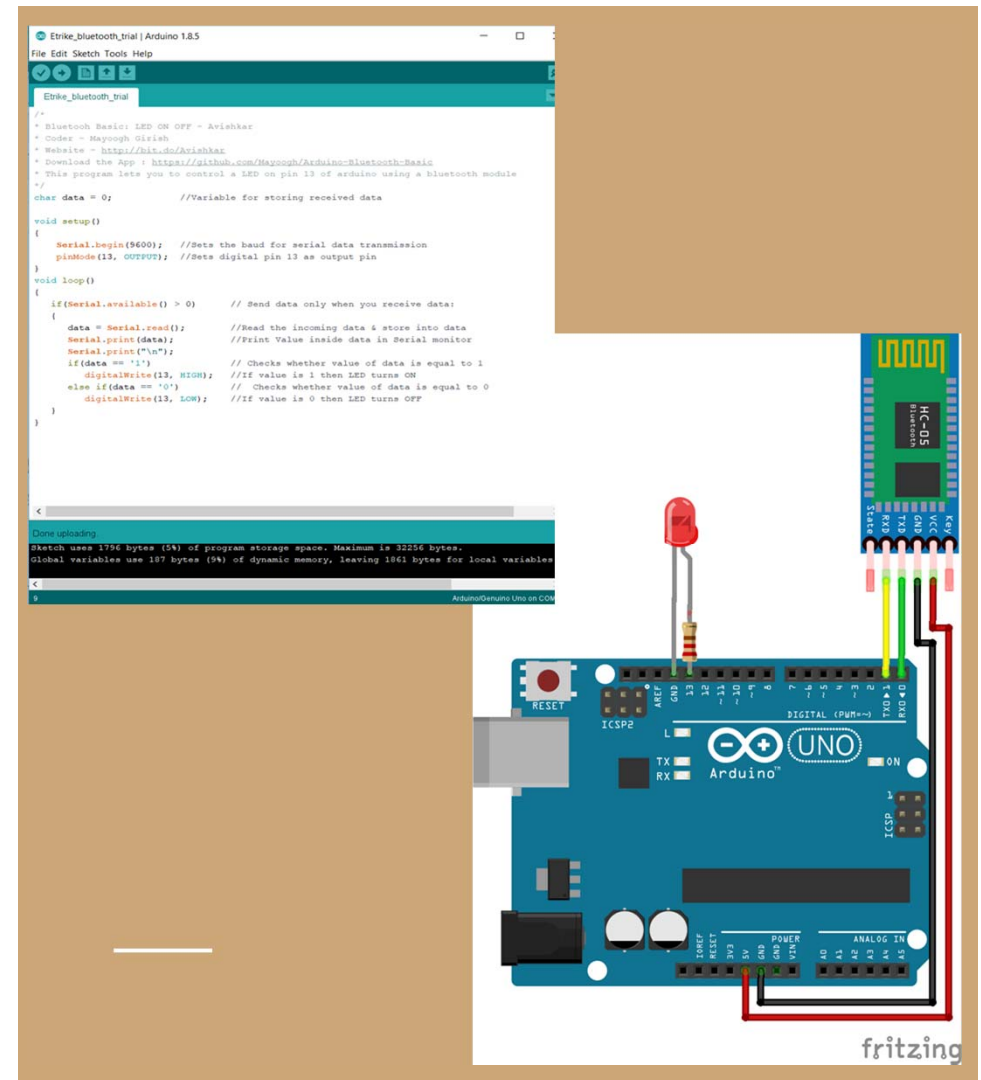 Etrike_bluetooth_trial | Arduino 1.8.5
File Edit Sketch Tools Help
Etrike_bluetooth_trial
/*
* Bluetooh Basic: LED ON OFF - Avishkar
* Coder - Mayoogh Girish
* Website - http://bit.do/Avishkar
* Download the App : https://github.com/Mayoogh/Arduino-Bluetooth-Basic
* This program lets you to control a LED on pin 13 of arduino using a bluetooth module
*/
char data = 0; //Variable for storing received data
void setup()
{
Serial.begin(9600); //Sets the baud for serial data transmission
pinMode(13, OUTPUT); //Sets digital pin 13 as output pin
}
void loop()
{
if(Serial.available() > 0) // Send data only when you receive data:
{
data = Serial.read(); //Read the incoming data & store into data
Serial.print(data); //Print Value inside data in Serial monitor
Serial.print("\n");
if(data == '1') // Checks whether value of data is equal to 1
digitalWrite(13, HIGH); //If value is 1 then LED turns ON
else if(data == '0') // Checks whether value of data is equal to 0
digitalWrite(13, LOW); //If value is 0 then LED turns OFF
}
}
Done uploading.
Sketch uses 1796 bytes (5%) of program storage space. Maximum is 32256 bytes.
Global variables use 187 bytes (9%) of dynamic memory, leaving 1861 bytes for local variables
9
Arduino/Genuino Uno on COM
HC-05
Bluetooth
State
RXD
TXD
GND
VCC
Key
RESET
ICSP2
AREF
GND
13
12
~11
~10
~9
8
7
~6
~5
4
~3
2
TX0▶1
RX0◀0
DIGITAL (PWM=~)
L
TX
RX
Arduino™
UNO
ON
1
ICSP
IOREF
RESET
3V3
5V
GND
GND
VIN
POWER
ANALOG IN
A0
A1
A2
A3
A4
A5
fritzing